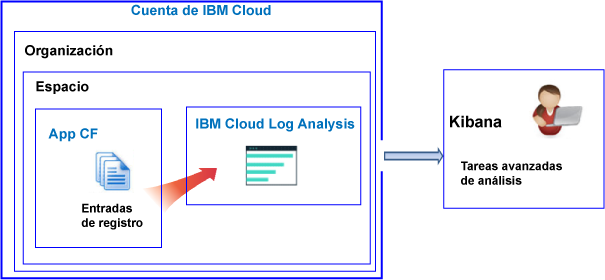 Cuenta de IBM Cloud
Organización
Espacio
App CF
Entradas
de registro
IBM Cloud Log Analysis
Kibana
Tareas avanzadas
de análisis